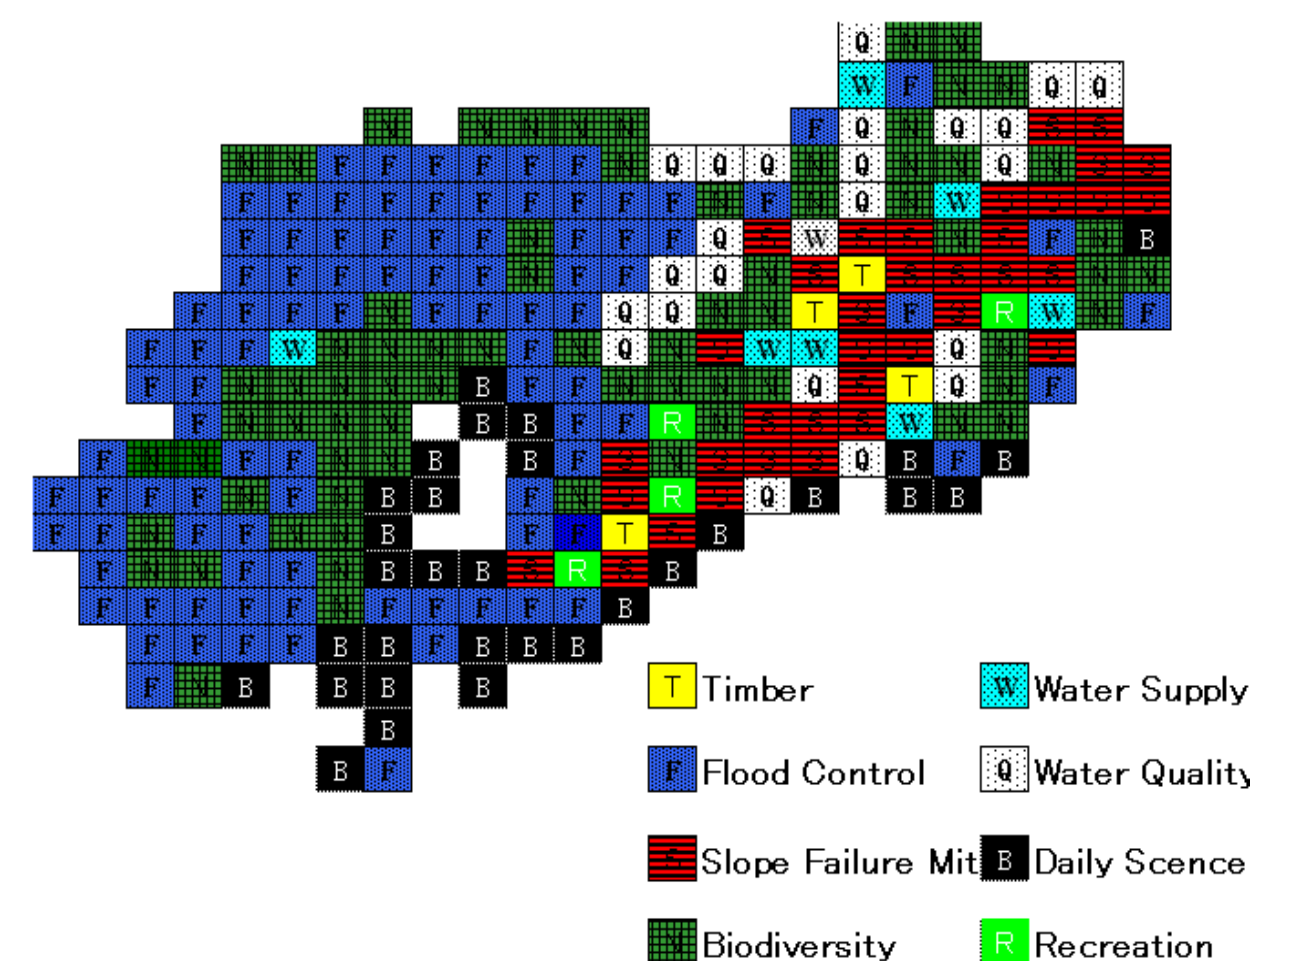 Q N N
W F N N Q Q
N N N N N F Q N Q Q S S
N N F F F F F F N Q Q Q N Q N N Q N S S
F F F F F F F F F F N F N Q N W S S S S
F F F F F F N F F F Q S W S S N S F N B
F F F F F F N F F Q Q N S T S S S S N N
F F F F N F F F F Q Q N N T S F S R W N F
F F F W N N N N F N Q N S W W S S Q N S
F F N N N N N B F F N N N N Q S T Q N F
F N N N N B B F F R N S S S W N N
F N N F F N N B B F S N S S S Q B F B
F F F F N F N B B F N S R S Q B B B
F F N F F N N B F F T S B
F N N F F N B B B S R S B
F F F F F N F F F F F B
F F F F B B F B B B
F N B B B B
B
B F
T Timber
W Water Supply
F Flood Control
Q Water Quality
S Slope Failure Mit
B Daily Scence
N Biodiversity
R Recreation